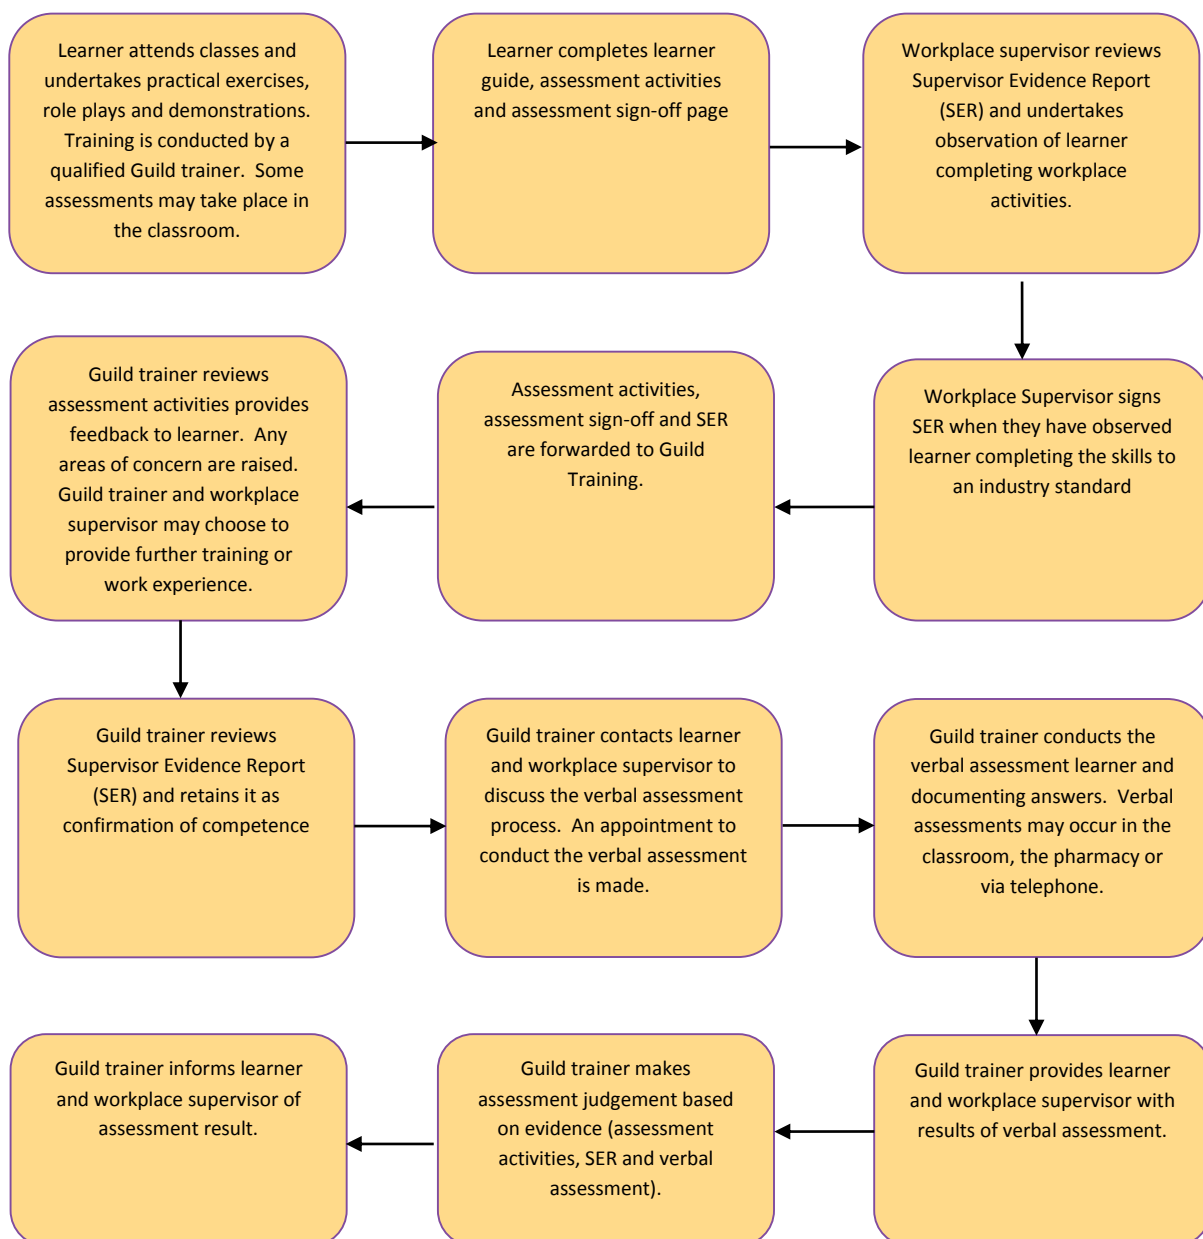 Learner attends classes and
undertakes practical exercises,
role plays and demonstrations.
Training is conducted by a
qualified Guild trainer.  Some
assessments may take place in
the classroom.
Learner completes learner
guide, assessment activities
and assessment sign-off page
Workplace supervisor reviews
Supervisor Evidence Report
(SER) and undertakes
observation of learner
completing workplace
activities.
Workplace Supervisor signs
SER when they have observed
learner completing the skills to
an industry standard
Assessment activities,
assessment sign-off and SER
are forwarded to Guild
Training.
Guild trainer reviews
assessment activities provides
feedback to learner.  Any
areas of concern are raised.
Guild trainer and workplace
supervisor may choose to
provide further training or
work experience.
Guild trainer reviews
Supervisor Evidence Report
(SER) and retains it as
confirmation of competence
Guild trainer contacts learner
and workplace supervisor to
discuss the verbal assessment
process.  An appointment to
conduct the verbal assessment
is made.
Guild trainer conducts the
verbal assessment learner and
documenting answers.  Verbal
assessments may occur in the
classroom, the pharmacy or
via telephone.
Guild trainer provides learner
and workplace supervisor with
results of verbal assessment.
Guild trainer makes
assessment judgement based
on evidence (assessment
activities, SER and verbal
assessment).
Guild trainer informs learner
and workplace supervisor of
assessment result.